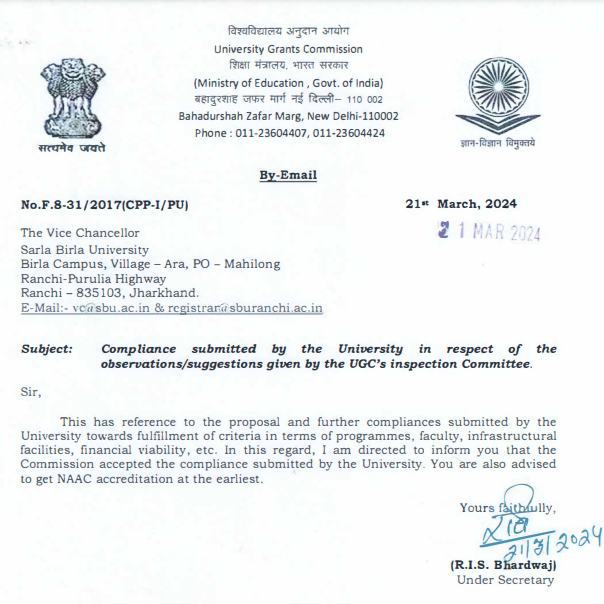 विश्वविद्यालय अनुदान आयोग
University Grants Commission
शिक्षा मंत्रालय, भारत सरकार
(Ministry of Education , Govt. of India)
बहादुरशाह जफर मार्ग नई दिल्ली– 110 002
Bahadurshah Zafar Marg, New Delhi-110002
Phone : 011-23604407, 011-23604424
सत्यमेव जयते
ज्ञान-विज्ञान विमुक्तये
By-Email
No.F.8-31/2017(CPP-I/PU) 21st March, 2024
21 MAR 2024
The Vice Chancellor
Sarla Birla University
Birla Campus, Village – Ara, PO – Mahilong
Ranchi-Purulia Highway
Ranchi – 835103, Jharkhand.
E-Mail:- vc@sbu.ac.in & registrar@sburanchi.ac.in
Subject: Compliance submitted by the University in respect of the
observations/suggestions given by the UGC's inspection Committee.
Sir,
This has reference to the proposal and further compliances submitted by the
University towards fulfillment of criteria in terms of programmes, faculty, infrastructural
facilities, financial viability, etc. In this regard, I am directed to inform you that the
Commission accepted the compliance submitted by the University. You are also advised
to get NAAC accreditation at the earliest.
Yours faithfully,
रवि
21/3/2024
(R.I.S. Bhardwaj)
Under Secretary